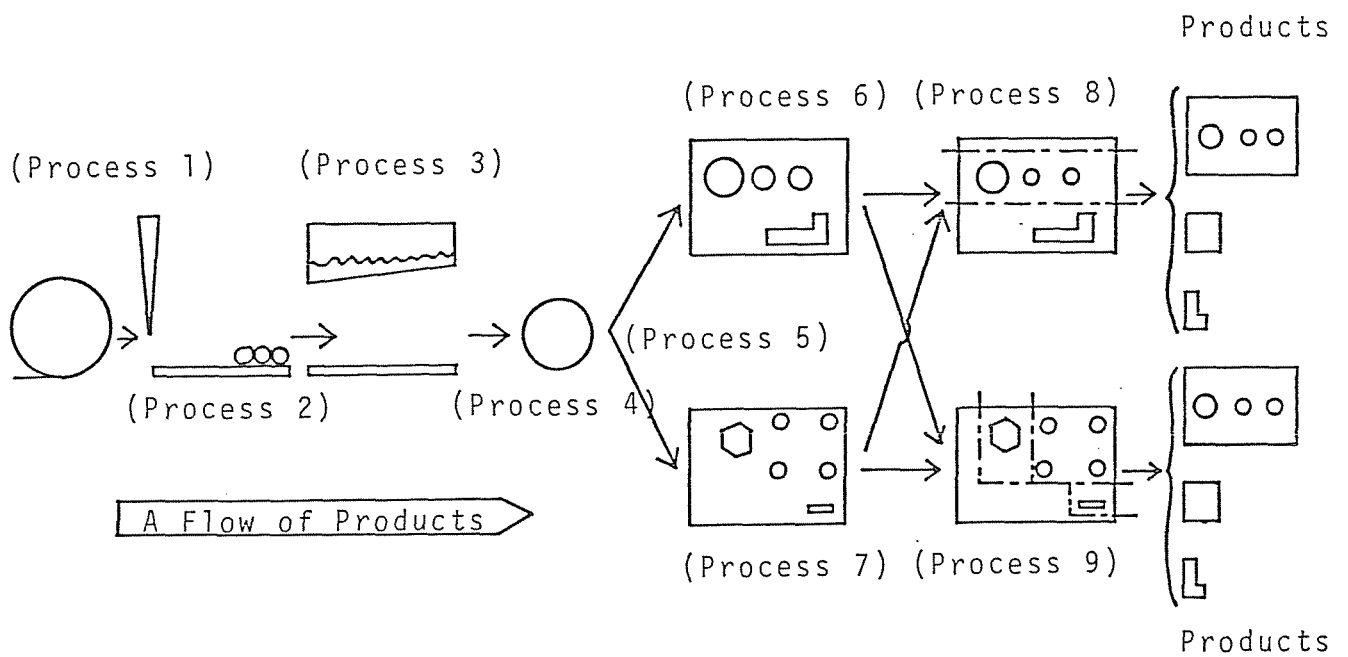 Products
(Process 6) (Process 8)
(Process 1) (Process 3)
(Process 5)
(Process 2) (Process 4)
A Flow of Products
(Process 7) (Process 9)
Products